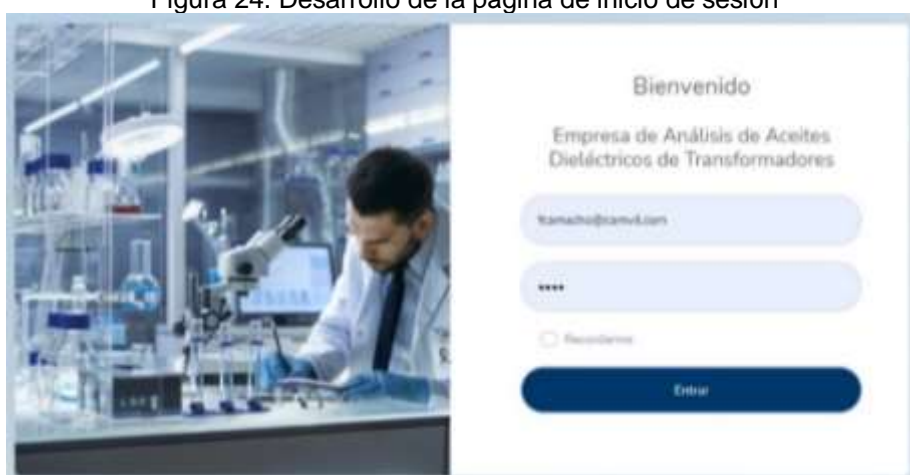 Figura 24. Desarrollo de la página de inicio de sesión
Bienvenido
Empresa de Análisis de Aceites
Dieléctricos de Transformadores
••••
Recordarme
Entrar